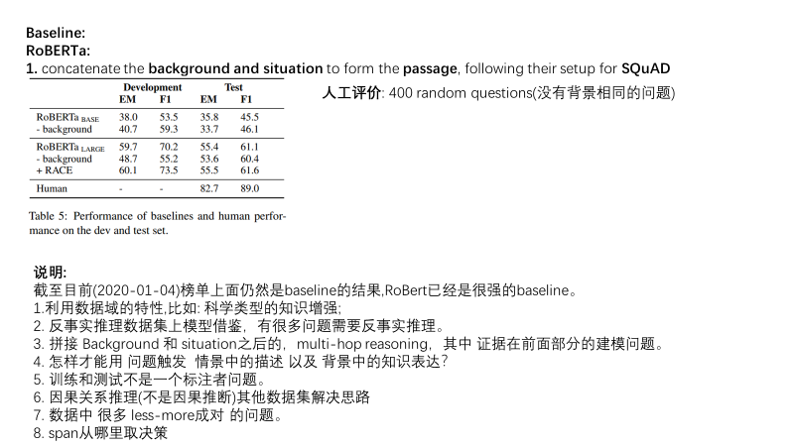 Baseline:
RoBERTa:
1. concatenate the background and situation to form the passage, following their setup for SQuAD
Development Test
EM F1 EM F1
RoBERTa BASE 38.0 53.5 35.8 45.5
- background 40.7 59.3 33.7 46.1
RoBERTa LARGE 59.7 70.2 55.4 61.1
- background 48.7 55.2 53.6 60.4
+ RACE 60.1 73.5 55.5 61.6
Human - - 82.7 89.0
Table 5: Performance of baselines and human perfor-
mance on the dev and test set.
人工评价: 400 random questions(没有背景相同的问题)
说明:
截至目前(2020-01-04)榜单上面仍然是baseline的结果,RoBert已经是很强的baseline。
1.利用数据域的特性,比如: 科学类型的知识增强;
2. 反事实推理数据集上模型借鉴，有很多问题需要反事实推理。
3. 拼接 Background 和 situation之后的，multi-hop reasoning，其中 证据在前面部分的建模问题。
4. 怎样才能用 问题触发 情景中的描述 以及 背景中的知识表达？
5. 训练和测试不是一个标注者问题。
6. 因果关系推理(不是因果推断)其他数据集解决思路
7. 数据中 很多 less-more成对 的问题。
8. span从哪里取决策